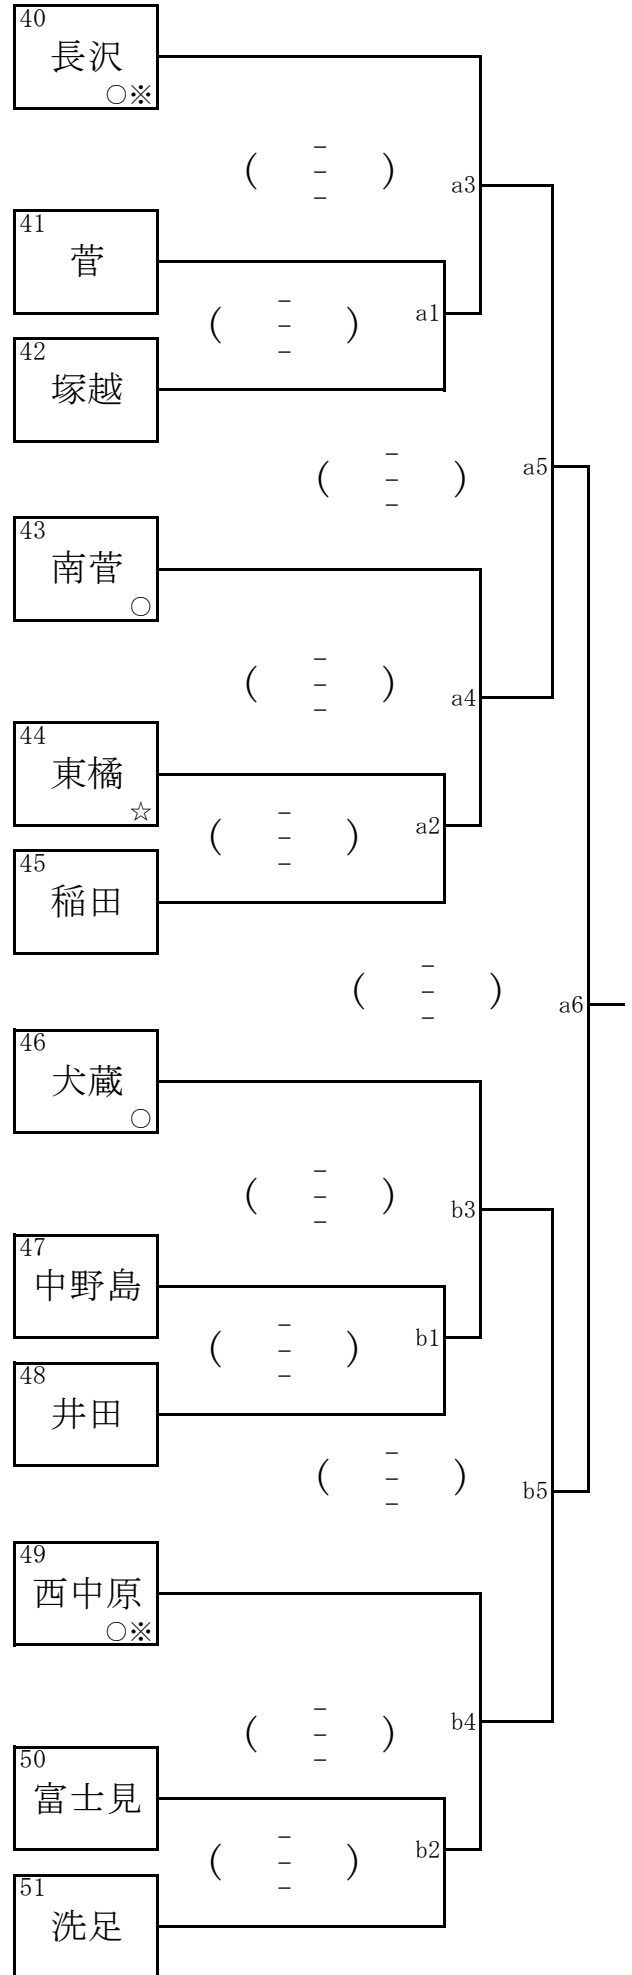 40
長沢
○※
－
( － ) a3
－
41
菅
－
( － ) a1
－
42
塚越
－
( － ) a5
－
43
南菅
○
－
( － ) a4
－
44
東橘
☆
－
( － ) a2
－
45
稲田
－
( － ) a6
－
46
犬蔵
○
－
( － ) b3
－
47
中野島
－
( － ) b1
－
48
井田
－
( － ) b5
－
49
西中原
○※
－
( － ) b4
－
50
富士見
－
( － ) b2
－
51
洗足